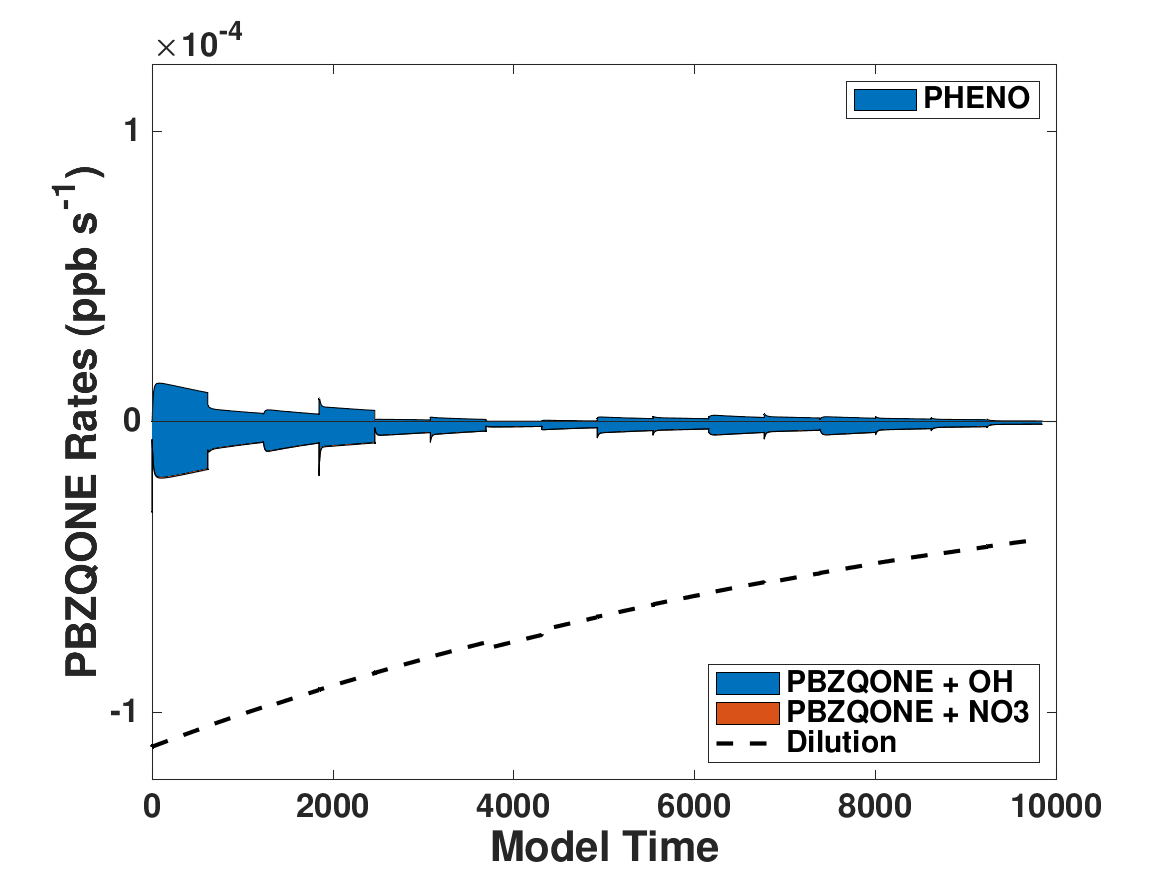 ×10-4
PHENO
1
0
-1
PBZQONE Rates (ppb s-1)
PBZQONE + OH
PBZQONE + NO3
Dilution
0 2000 4000 6000 8000 10000
Model Time